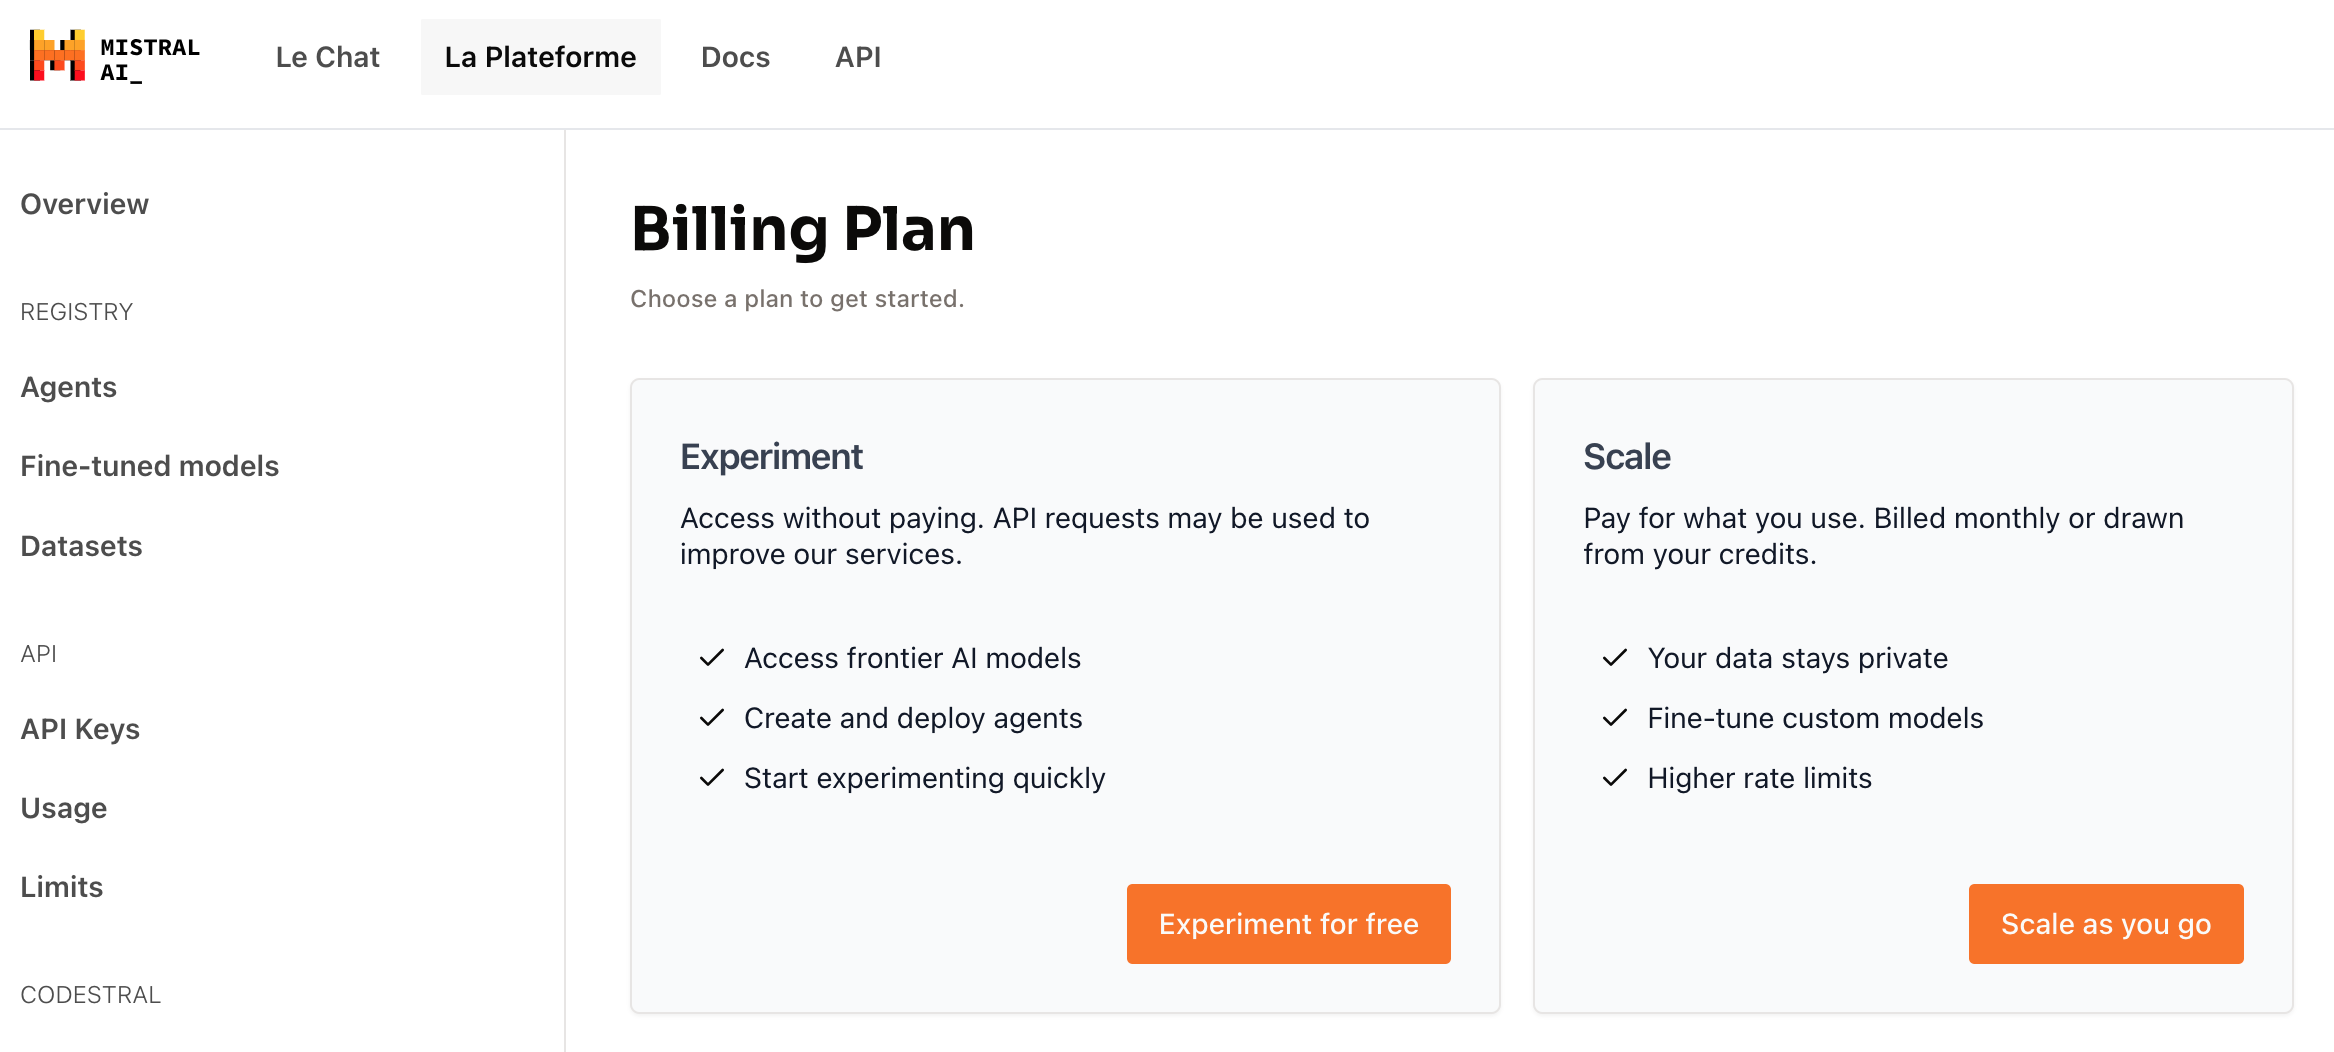 MISTRAL
AI_
Le Chat
La Plateforme
Docs
API
Overview
REGISTRY
Agents
Fine-tuned models
Datasets
API
API Keys
Usage
Limits
CODESTRAL
Billing Plan
Choose a plan to get started.
Experiment
Access without paying. API requests may be used to
improve our services.
Access frontier AI models
Create and deploy agents
Start experimenting quickly
Experiment for free
Scale
Pay for what you use. Billed monthly or drawn
from your credits.
Your data stays private
Fine-tune custom models
Higher rate limits
Scale as you go